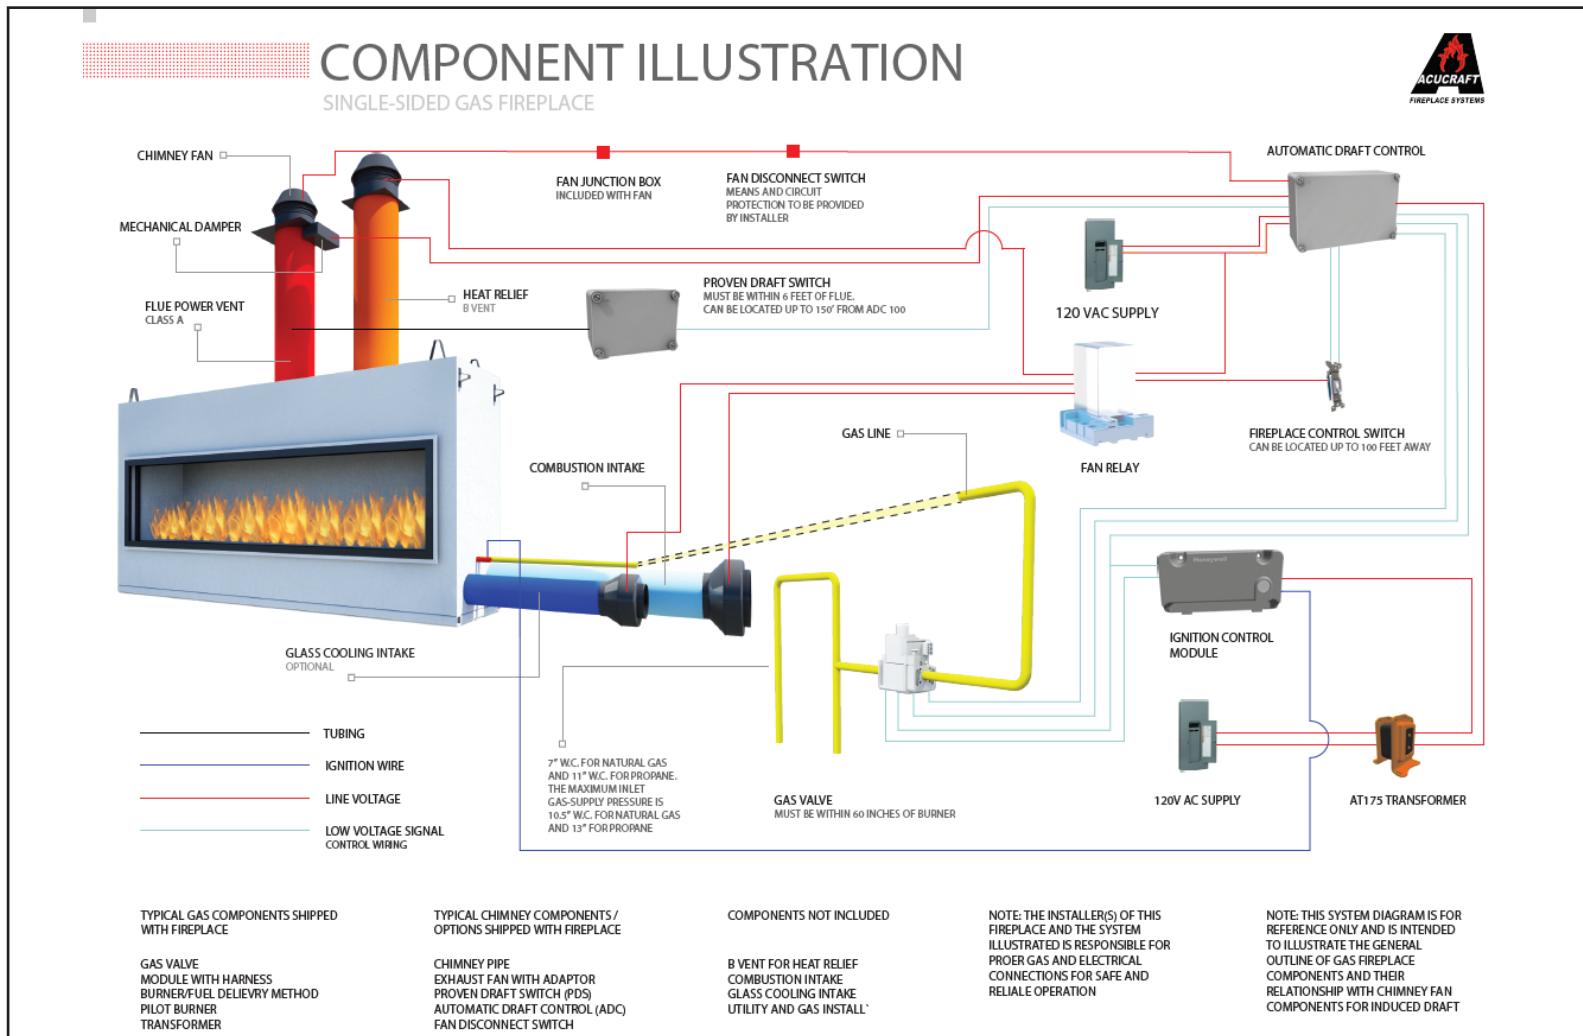 COMPONENT ILLUSTRATION
SINGLE-SIDED GAS FIREPLACE
ACUCRAFT
FIREPLACE SYSTEMS
CHIMNEY FAN
MECHANICAL DAMPER
FLUE POWER VENT
CLASS A
HEAT RELIEF
B VENT
FAN JUNCTION BOX
INCLUDED WITH FAN
FAN DISCONNECT SWITCH
MEANS AND CIRCUIT
PROTECTION TO BE PROVIDED
BY INSTALLER
AUTOMATIC DRAFT CONTROL
PROVEN DRAFT SWITCH
MUST BE WITHIN 6 FEET OF FLUE.
CAN BE LOCATED UP TO 150' FROM ADC 100
120 VAC SUPPLY
FAN RELAY
FIREPLACE CONTROL SWITCH
CAN BE LOCATED UP TO 100 FEET AWAY
GAS LINE
COMBUSTION INTAKE
GLASS COOLING INTAKE
OPTIONAL
Honeywell
IGNITION CONTROL
MODULE
7" W.C. FOR NATURAL GAS
AND 11" W.C. FOR PROPANE.
THE MAXIMUM INLET
GAS-SUPPLY PRESSURE IS
10.5" W.C. FOR NATURAL GAS
AND 13" FOR PROPANE
GAS VALVE
MUST BE WITHIN 60 INCHES OF BURNER
120V AC SUPPLY
AT175 TRANSFORMER
TUBING
IGNITION WIRE
LINE VOLTAGE
LOW VOLTAGE SIGNAL
CONTROL WIRING
TYPICAL GAS COMPONENTS SHIPPED
WITH FIREPLACE
GAS VALVE
MODULE WITH HARNESS
BURNER/FUEL DELIEVRY METHOD
PILOT BURNER
TRANSFORMER
TYPICAL CHIMNEY COMPONENTS /
OPTIONS SHIPPED WITH FIREPLACE
CHIMNEY PIPE
EXHAUST FAN WITH ADAPTOR
PROVEN DRAFT SWITCH (PDS)
AUTOMATIC DRAFT CONTROL (ADC)
FAN DISCONNECT SWITCH
COMPONENTS NOT INCLUDED
B VENT FOR HEAT RELIEF
COMBUSTION INTAKE
GLASS COOLING INTAKE
UTILITY AND GAS INSTALL`
NOTE: THE INSTALLER(S) OF THIS
FIREPLACE AND THE SYSTEM
ILLUSTRATED IS RESPONSIBLE FOR
PROER GAS AND ELECTRICAL
CONNECTIONS FOR SAFE AND
RELIALE OPERATION
NOTE: THIS SYSTEM DIAGRAM IS FOR
REFERENCE ONLY AND IS INTENDED
TO ILLUSTRATE THE GENERAL
OUTLINE OF GAS FIREPLACE
COMPONENTS AND THEIR
RELATIONSHIP WITH CHIMNEY FAN
COMPONENTS FOR INDUCED DRAFT